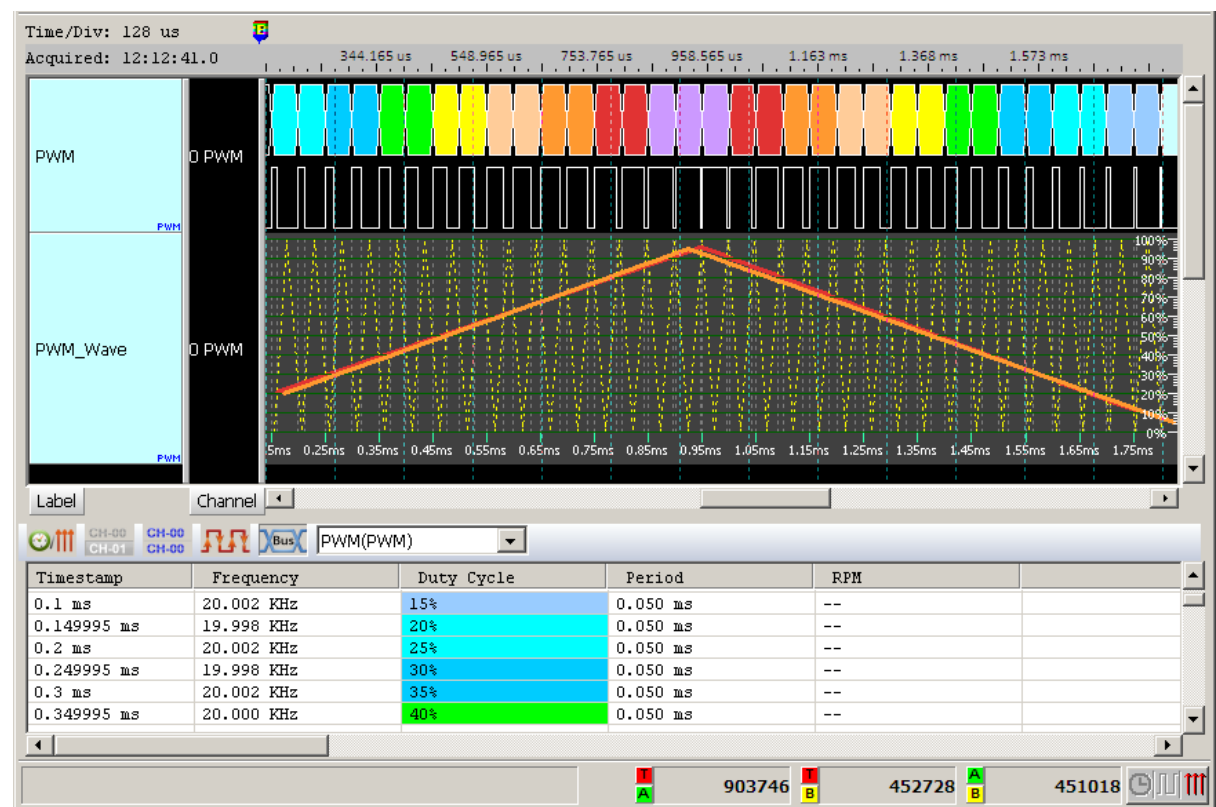 Time/Div: 128 us
Acquired: 12:12:41.0
344.165 us 548.965 us 753.765 us 958.565 us 1.163 ms 1.368 ms 1.573 ms
PWM 0 PWM
PWM
100%
90%
80%
70%
60%
50%
PWM_Wave 0 PWM
40%
30%
20%
10%
0%
5ms 0.25ms 0.35ms 0.45ms 0.55ms 0.65ms 0.75ms 0.85ms 0.95ms 1.05ms 1.15ms 1.25ms 1.35ms 1.45ms 1.55ms 1.65ms 1.75ms
PWM
Label Channel
CH-00 CH-00
CH-01 CH-00
Bus PWM(PWM)
Timestamp Frequency Duty Cycle Period RPM
0.1 ms 20.002 KHz 15% 0.050 ms --
0.149995 ms 19.998 KHz 20% 0.050 ms --
0.2 ms 20.002 KHz 25% 0.050 ms --
0.249995 ms 19.998 KHz 30% 0.050 ms --
0.3 ms 20.002 KHz 35% 0.050 ms --
0.349995 ms 20.000 KHz 40% 0.050 ms --
T A 903746 T B 452728 A B 451018